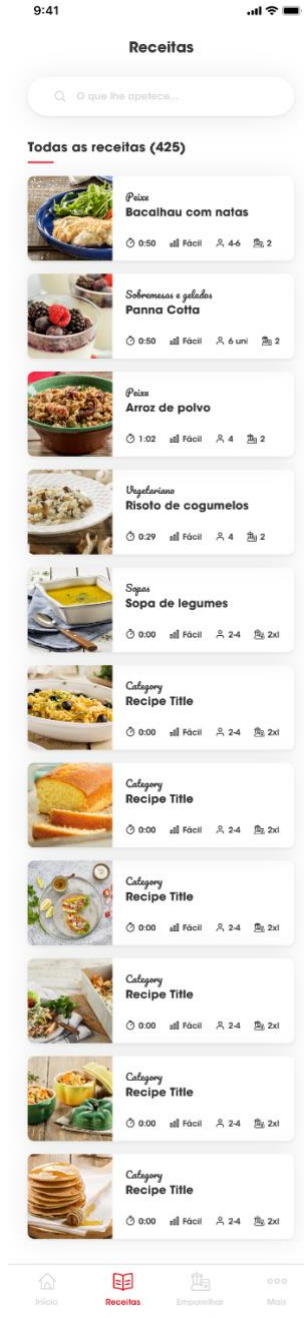 9:41
Receitas
O que lhe apetece...
Todas as receitas (425)
Peixe
Bacalhau com natas
0:50 Fácil 4-6 2
Sobremesas e gelados
Panna Cotta
0:50 Fácil 6 uni 2
Peixe
Arroz de polvo
1:02 Fácil 4 2
Vegetariano
Risoto de cogumelos
0:29 Fácil 4 2
Sopas
Sopa de legumes
0:00 Fácil 2-4 2xl
Category
Recipe Title
0:00 Fácil 2-4 2xl
Category
Recipe Title
0:00 Fácil 2-4 2xl
Category
Recipe Title
0:00 Fácil 2-4 2xl
Category
Recipe Title
0:00 Fácil 2-4 2xl
Category
Recipe Title
0:00 Fácil 2-4 2xl
Category
Recipe Title
0:00 Fácil 2-4 2xl
Início Receitas Emparelhar Mais